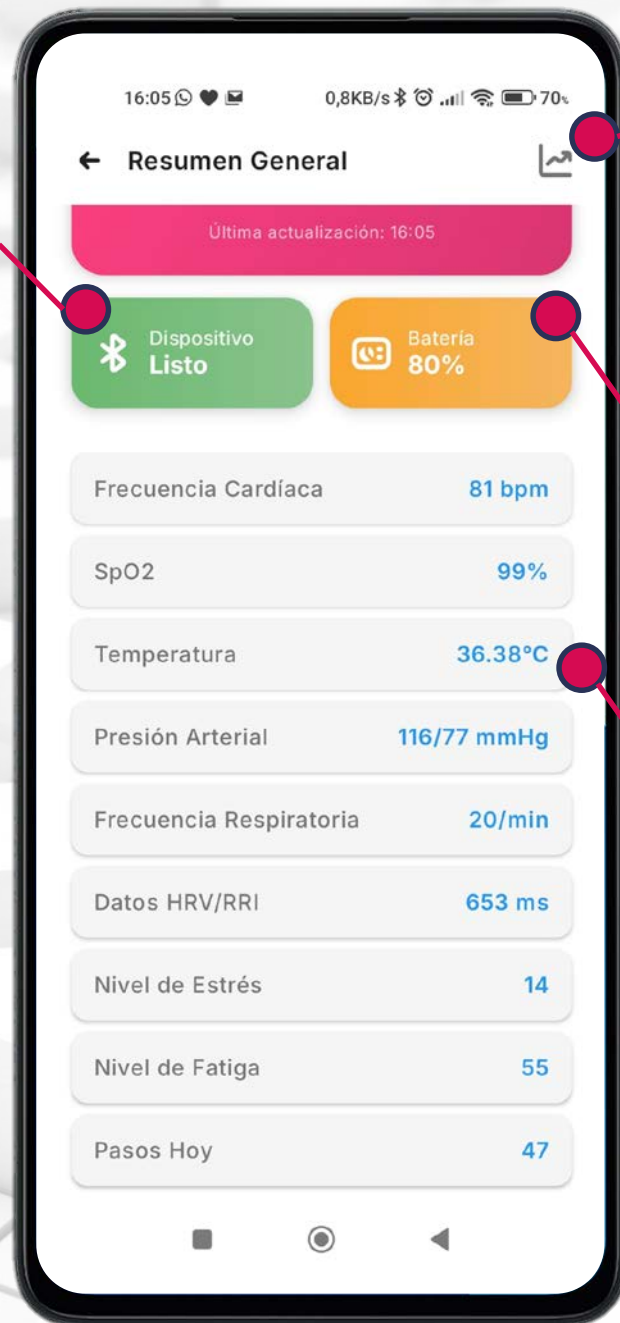 16:05 0,8KB/s 70%
Resumen General
Última actualización: 16:05
Dispositivo
Listo
Batería
80%
Frecuencia Cardíaca 81 bpm
SpO2 99%
Temperatura 36.38°C
Presión Arterial 116/77 mmHg
Frecuencia Respiratoria 20/min
Datos HRV/RRI 653 ms
Nivel de Estrés 14
Nivel de Fatiga 55
Pasos Hoy 47